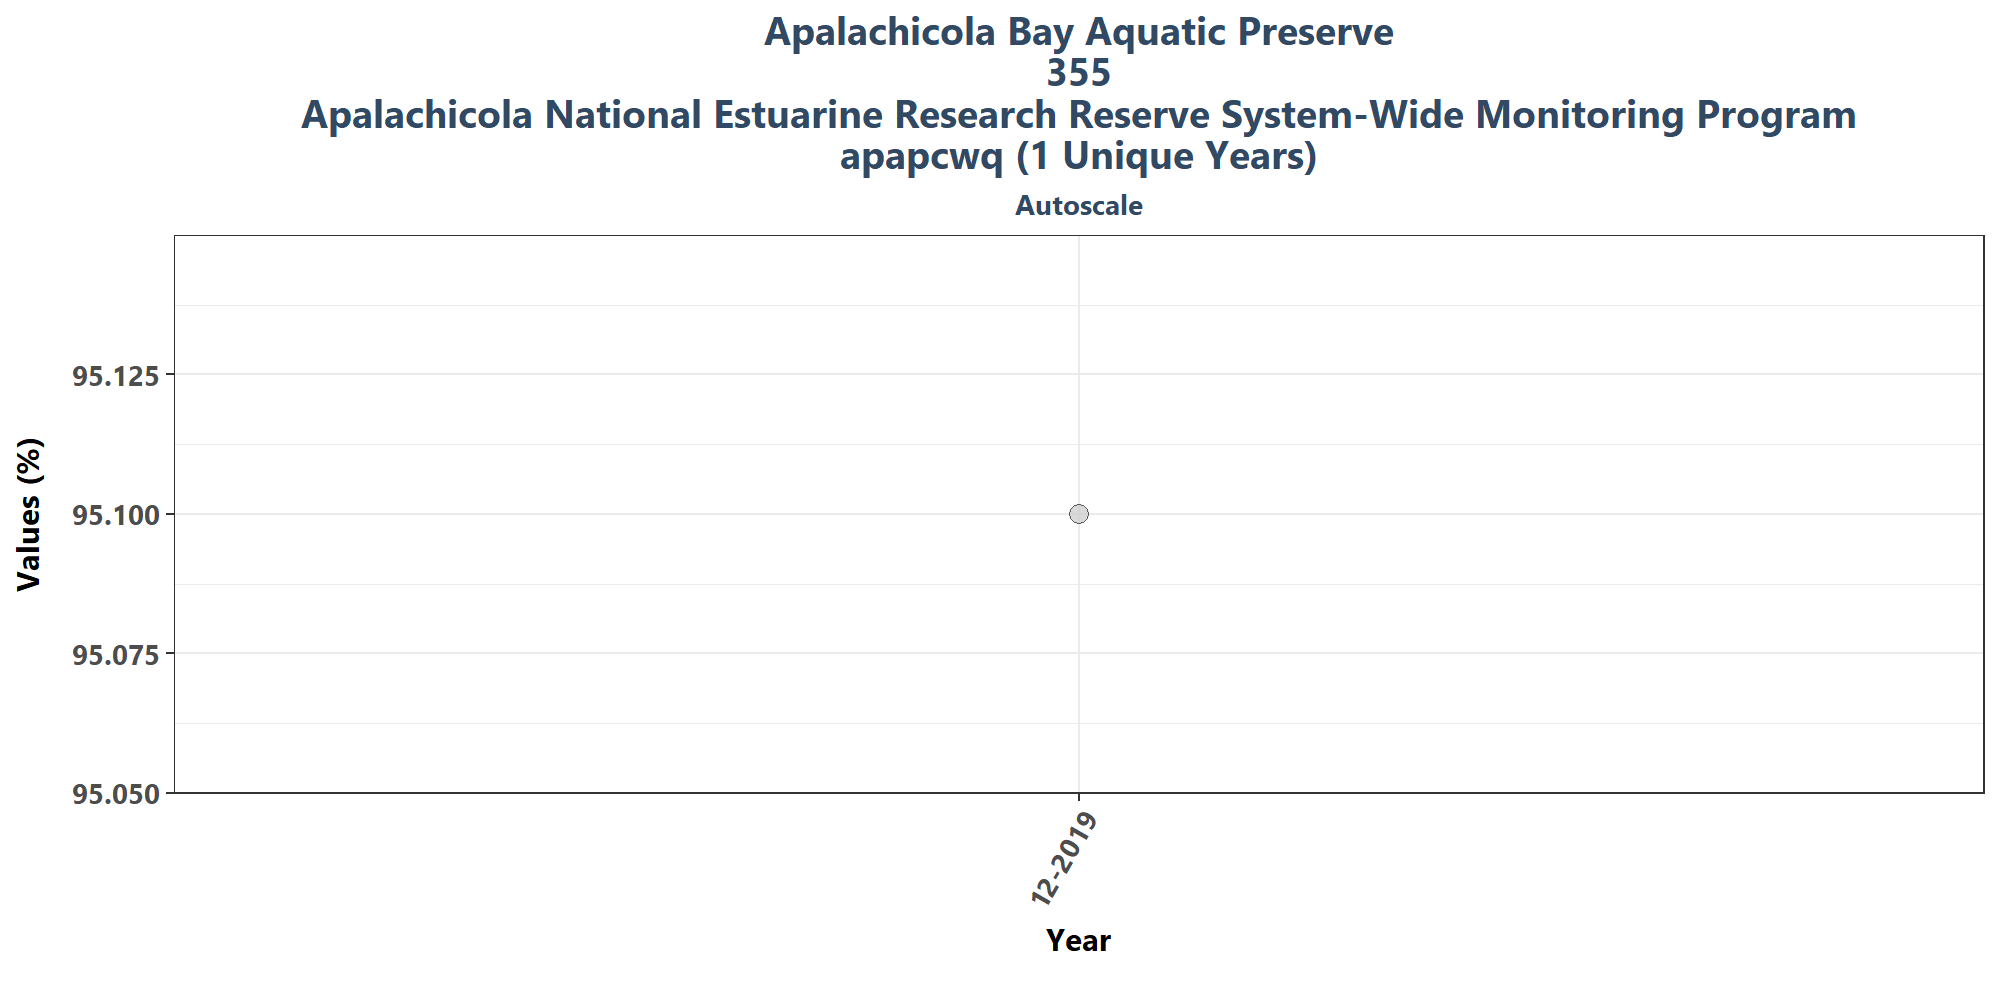 Apalachicola Bay Aquatic Preserve
355
Apalachicola National Estuarine Research Reserve System-Wide Monitoring Program
apapcwq (1 Unique Years)
Autoscale
95.125
95.100
95.075
95.050
Values (%)
12-2019
Year